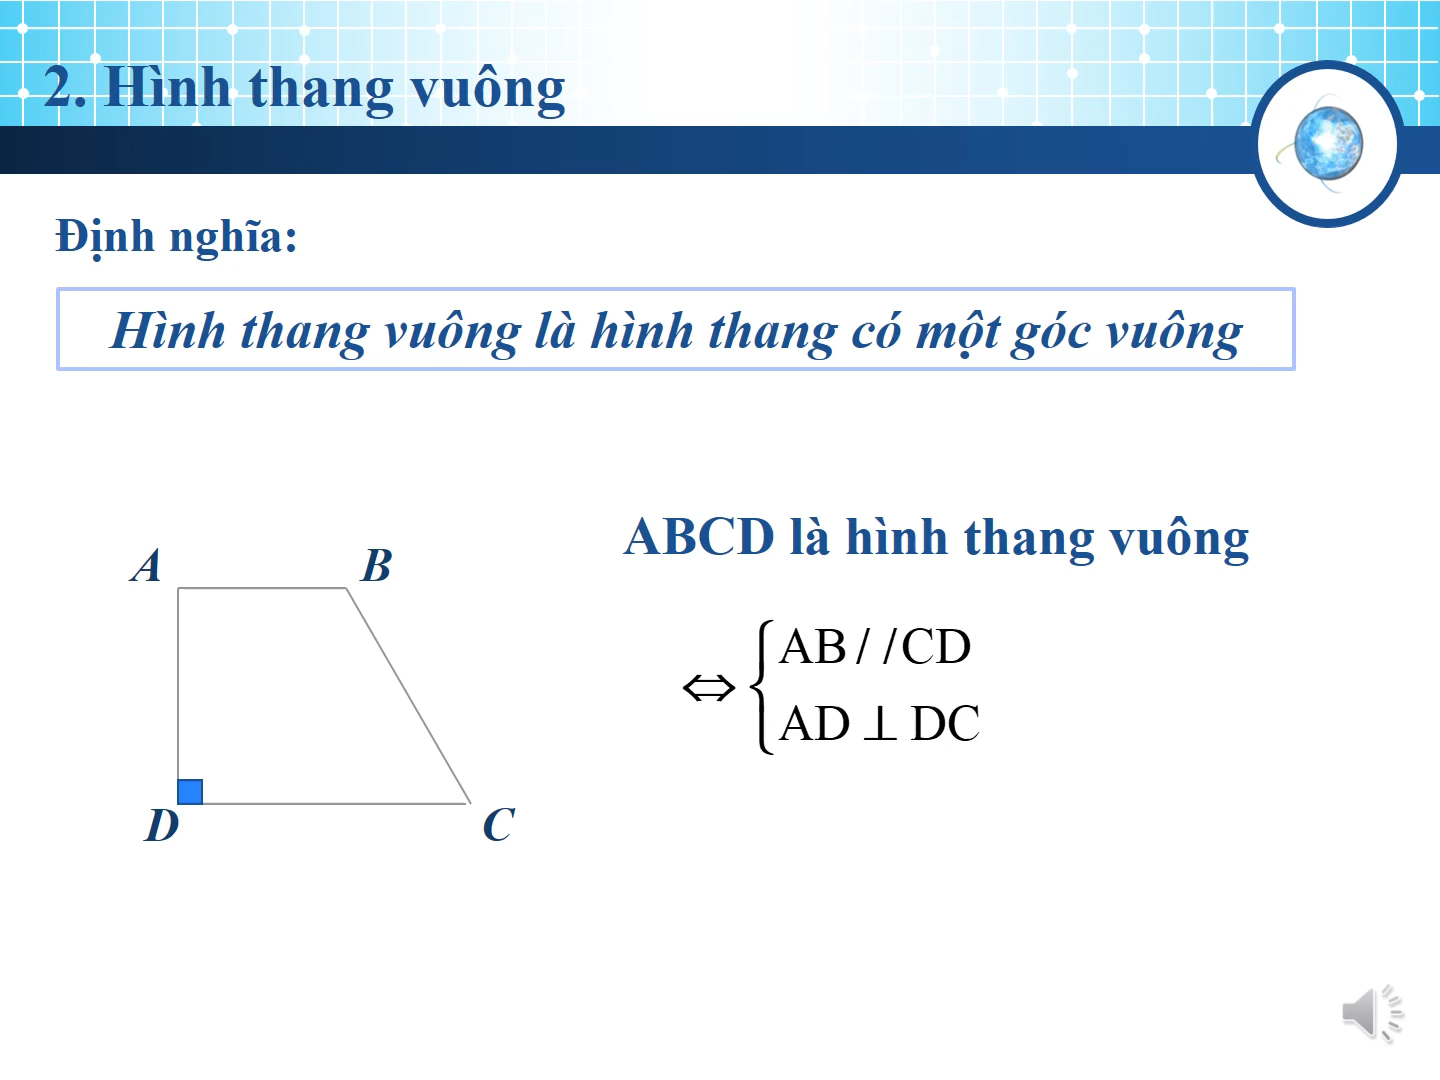 2. Hình thang vuông
Định nghĩa:
Hình thang vuông là hình thang có một góc vuông
ABCD là hình thang vuông
A
B
⇔ { AB / / CD
AD ⊥ DC
D
C